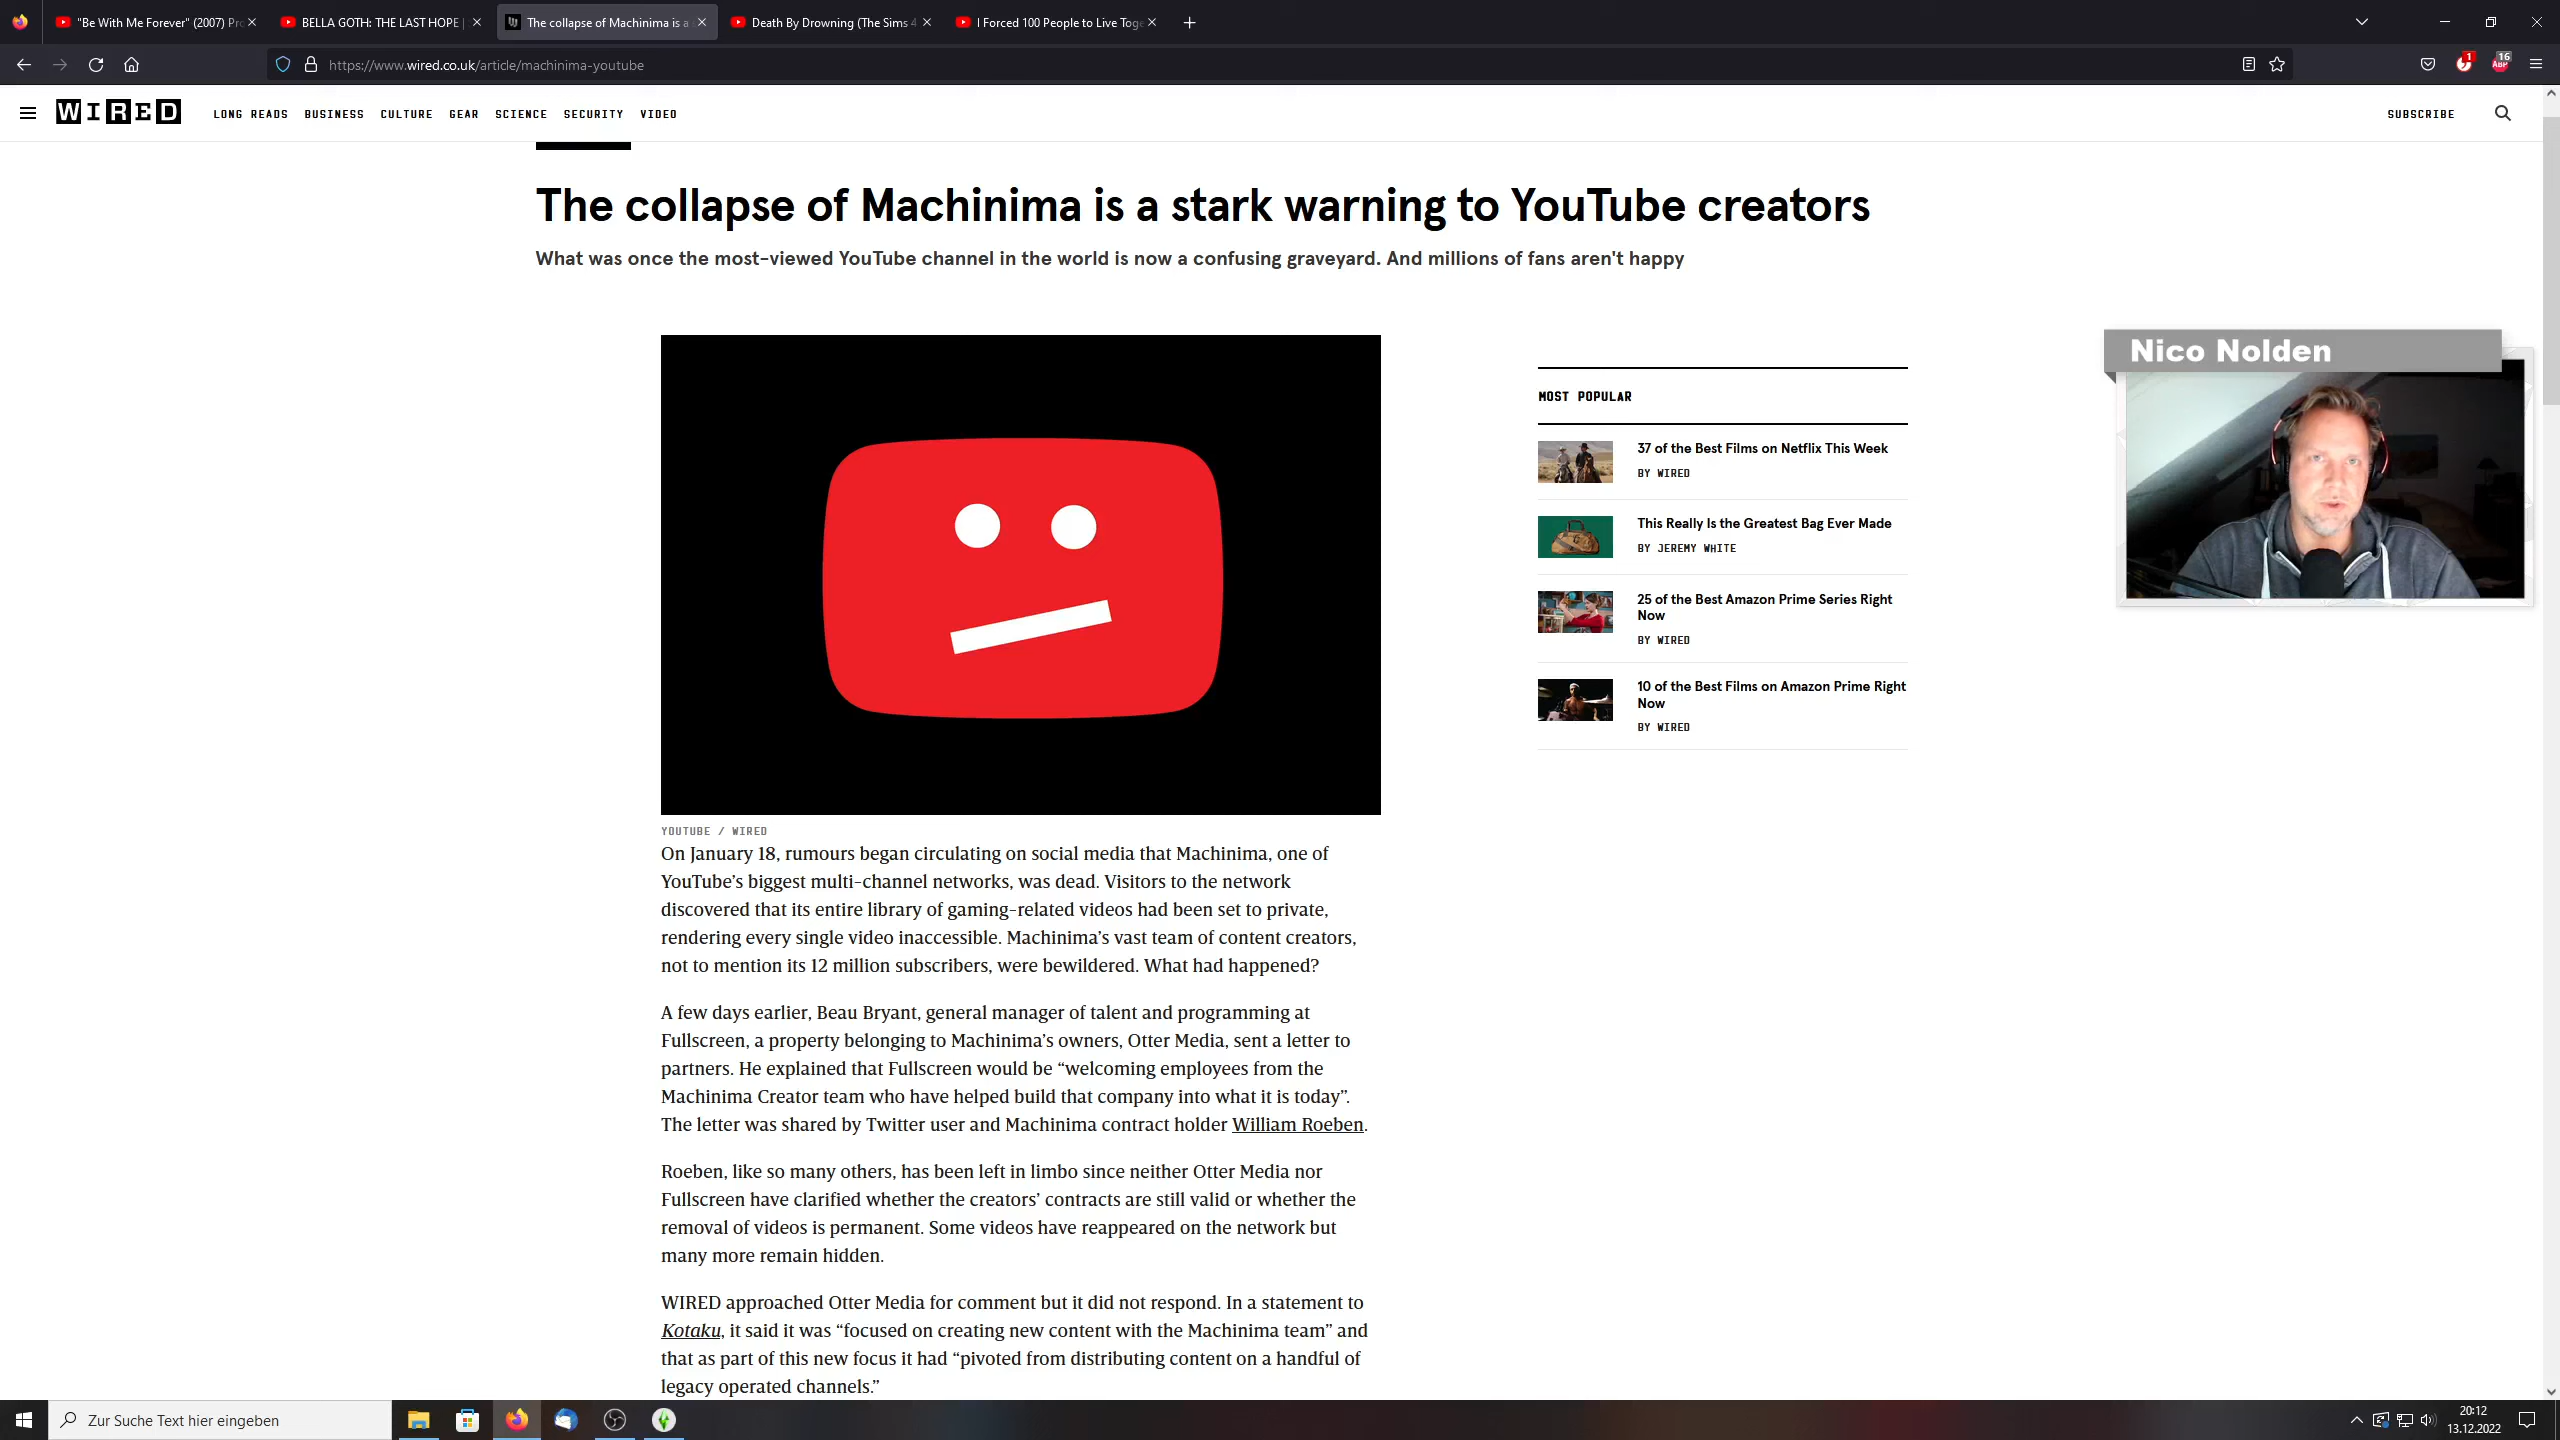 "Be With Me Forever" (2007) Pro
BELLA GOTH: THE LAST HOPE |
The collapse of Machinima is a
Death By Drowning (The Sims 4
I Forced 100 People to Live Toge
https://www.wired.co.uk/article/machinima-youtube
1
16
ABP
WIRED
LONG READS
BUSINESS
CULTURE
GEAR
SCIENCE
SECURITY
VIDEO
SUBSCRIBE
The collapse of Machinima is a stark warning to YouTube creators
What was once the most-viewed YouTube channel in the world is now a confusing graveyard. And millions of fans aren't happy
Nico Nolden
MOST POPULAR
37 of the Best Films on Netflix This Week
BY WIRED
This Really Is the Greatest Bag Ever Made
BY JEREMY WHITE
25 of the Best Amazon Prime Series Right
Now
BY WIRED
10 of the Best Films on Amazon Prime Right
Now
BY WIRED
YOUTUBE / WIRED
On January 18, rumours began circulating on social media that Machinima, one of
YouTube’s biggest multi-channel networks, was dead. Visitors to the network
discovered that its entire library of gaming-related videos had been set to private,
rendering every single video inaccessible. Machinima’s vast team of content creators,
not to mention its 12 million subscribers, were bewildered. What had happened?
A few days earlier, Beau Bryant, general manager of talent and programming at
Fullscreen, a property belonging to Machinima’s owners, Otter Media, sent a letter to
partners. He explained that Fullscreen would be “welcoming employees from the
Machinima Creator team who have helped build that company into what it is today”.
The letter was shared by Twitter user and Machinima contract holder William Roeben.
Roeben, like so many others, has been left in limbo since neither Otter Media nor
Fullscreen have clarified whether the creators’ contracts are still valid or whether the
removal of videos is permanent. Some videos have reappeared on the network but
many more remain hidden.
WIRED approached Otter Media for comment but it did not respond. In a statement to
Kotaku, it said it was “focused on creating new content with the Machinima team” and
that as part of this new focus it had “pivoted from distributing content on a handful of
legacy operated channels.”
Zur Suche Text hier eingeben
20:12
13.12.2022